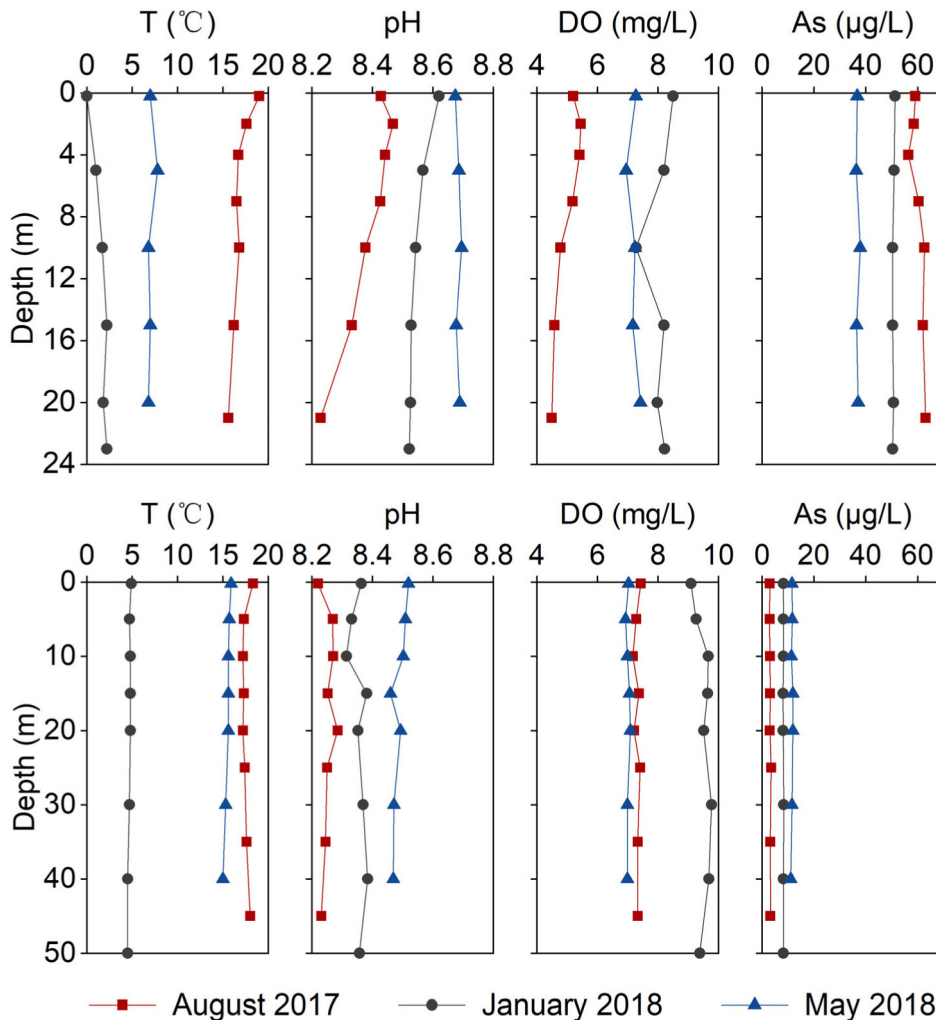 T (℃) pH DO (mg/L) As (μg/L)
0 5 10 15 20 8.2 8.4 8.6 8.8 4 6 8 10 0 20 40 60
0
4
8
12
16
20
24
Depth (m)
T (℃) pH DO (mg/L) As (μg/L)
0 5 10 15 20 8.2 8.4 8.6 8.8 4 6 8 10 0 20 40 60
0
10
20
30
40
50
Depth (m)
August 2017 January 2018 May 2018